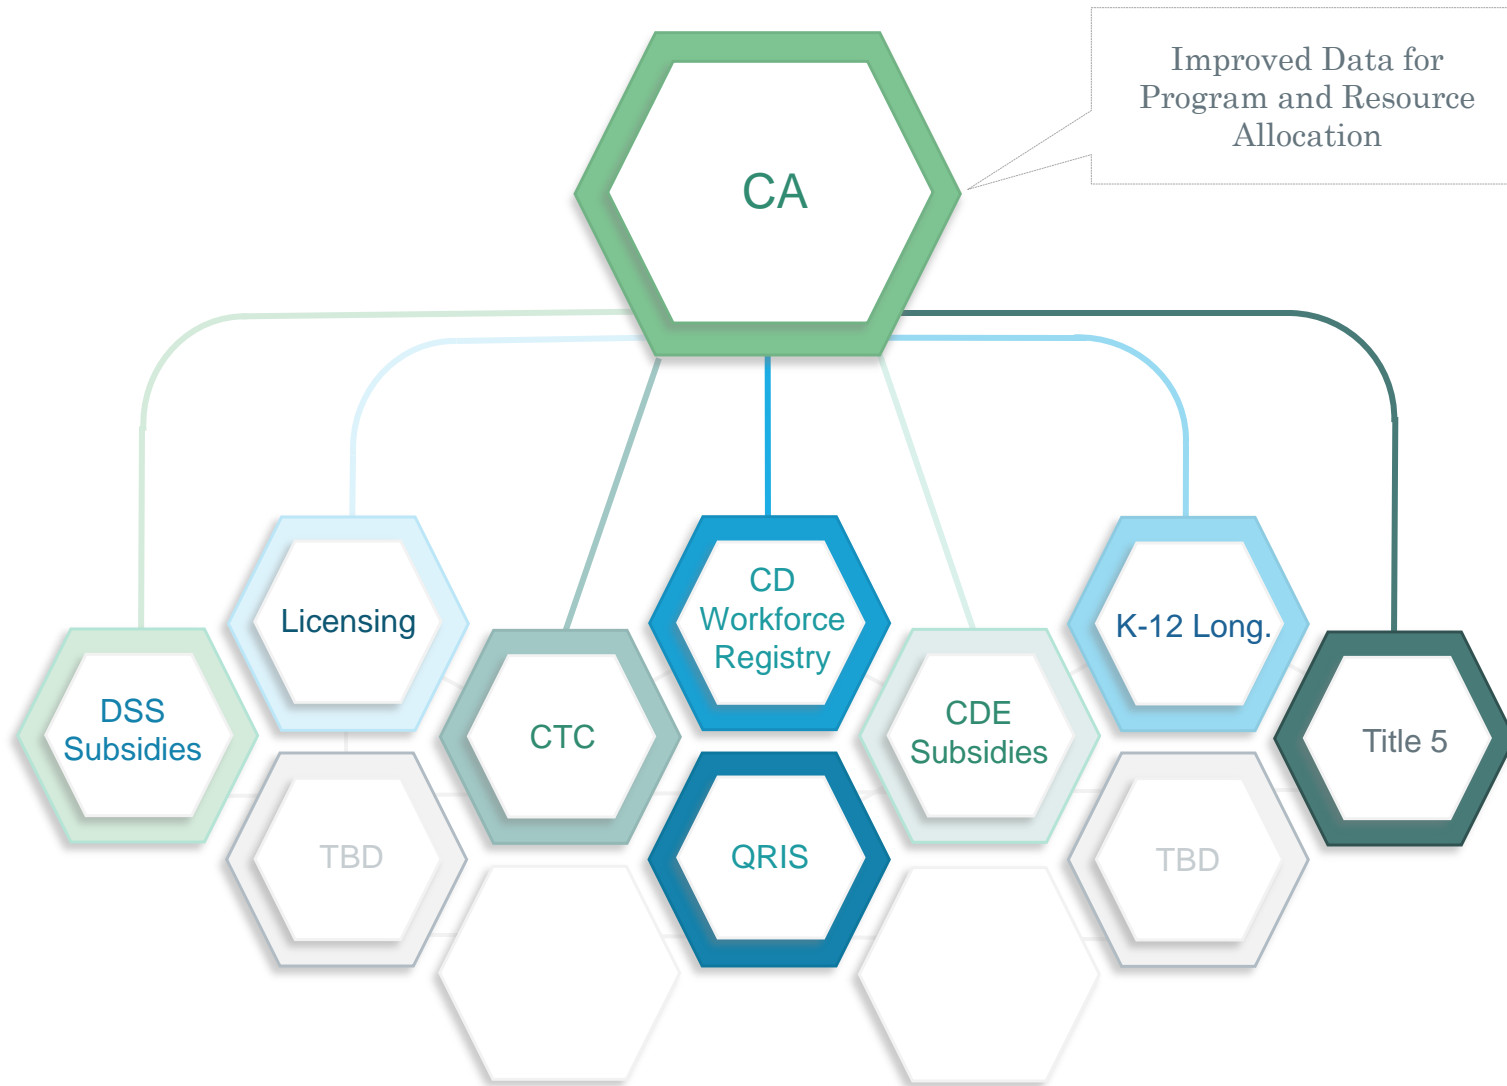 Improved Data for
Program and Resource
Allocation
CA
Licensing
CD
Workforce
Registry
K-12 Long.
DSS
Subsidies
CTC
CDE
Subsidies
Title 5
TBD
QRIS
TBD